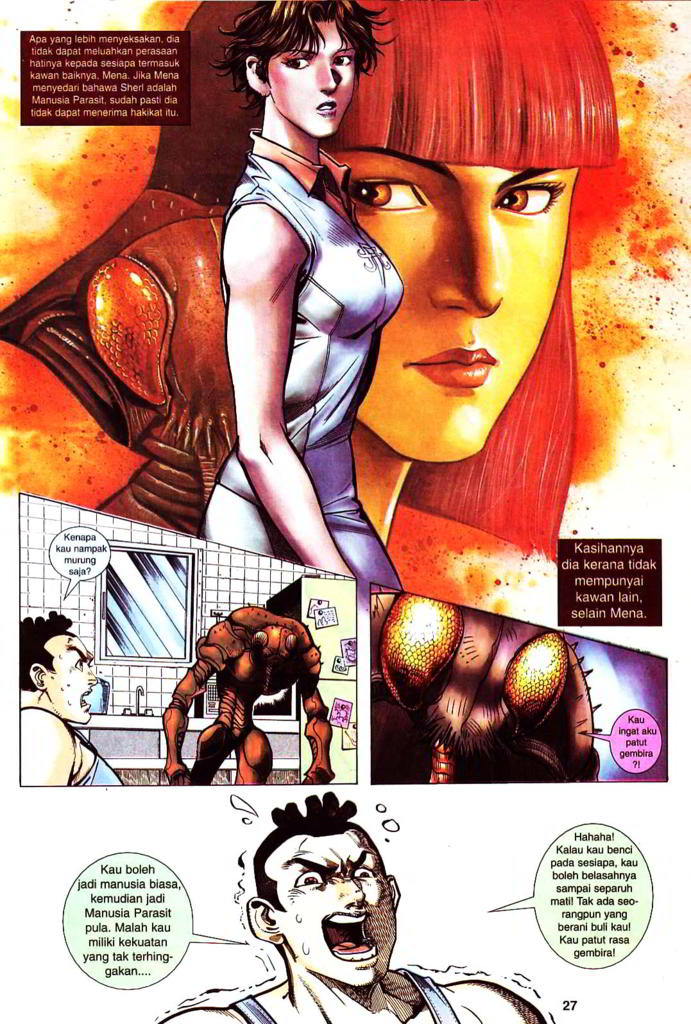 Apa yang lebih menyeksakan, dia
tidak dapat meluahkan perasaan
hatinya kepada sesiapa termasuk
kawan baiknya, Mena. Jika Mena
menyedari bahawa Sherl adalah
Manusia Parasit, sudah pasti dia
tidak dapat menerima hakikat itu.
Kasihannya
dia kerana tidak
mempunyai
kawan lain,
selain Mena.
Kenapa
kau nampak
murung
saja?
Kau
ingat aku
patut
gembira
?!
Kau boleh
jadi manusia biasa,
kemudian jadi
Manusia Parasit
pula. Malah kau
miliki kekuatan
yang tak terhing-
gakan....
Hahaha!
Kalau kau benci
pada sesiapa, kau
boleh belasahnya
sampai separuh
mati! Tak ada seo-
rangpun yang
berani buli kau!
Kau patut rasa
gembira!
27